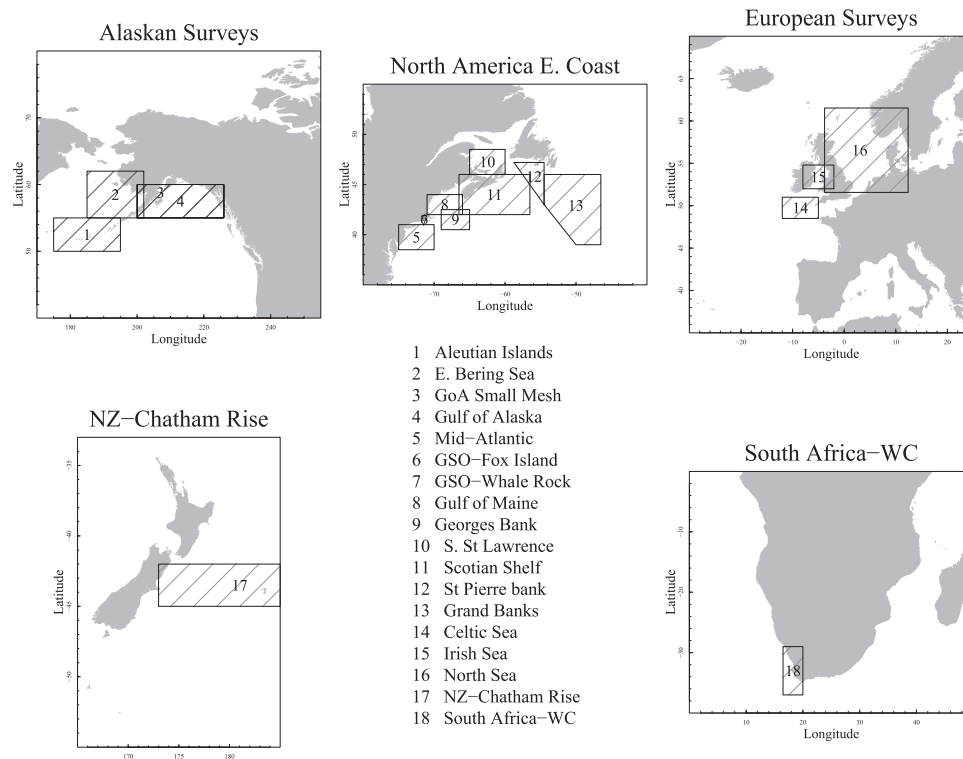 Alaskan Surveys
Latitude
50
60
70
1
2
3
4
180
200
220
240
Longitude
North America E. Coast
Latitude
40
45
50
5
8
9
10
11
12
13
−70
−60
−50
Longitude
European Surveys
Latitude
40
45
50
55
60
65
14
15
16
−20
−10
0
10
20
Longitude
1 Aleutian Islands
2 E. Bering Sea
3 GoA Small Mesh
4 Gulf of Alaska
5 Mid−Atlantic
6 GSO−Fox Island
7 GSO−Whale Rock
8 Gulf of Maine
9 Georges Bank
10 S. St Lawrence
11 Scotian Shelf
12 St Pierre bank
13 Grand Banks
14 Celtic Sea
15 Irish Sea
16 North Sea
17 NZ−Chatham Rise
18 South Africa−WC
NZ−Chatham Rise
Latitude
−35
−40
−45
−50
17
170
175
180
South Africa−WC
Latitude
−10
−20
−30
18
10
20
30
40
Longitude